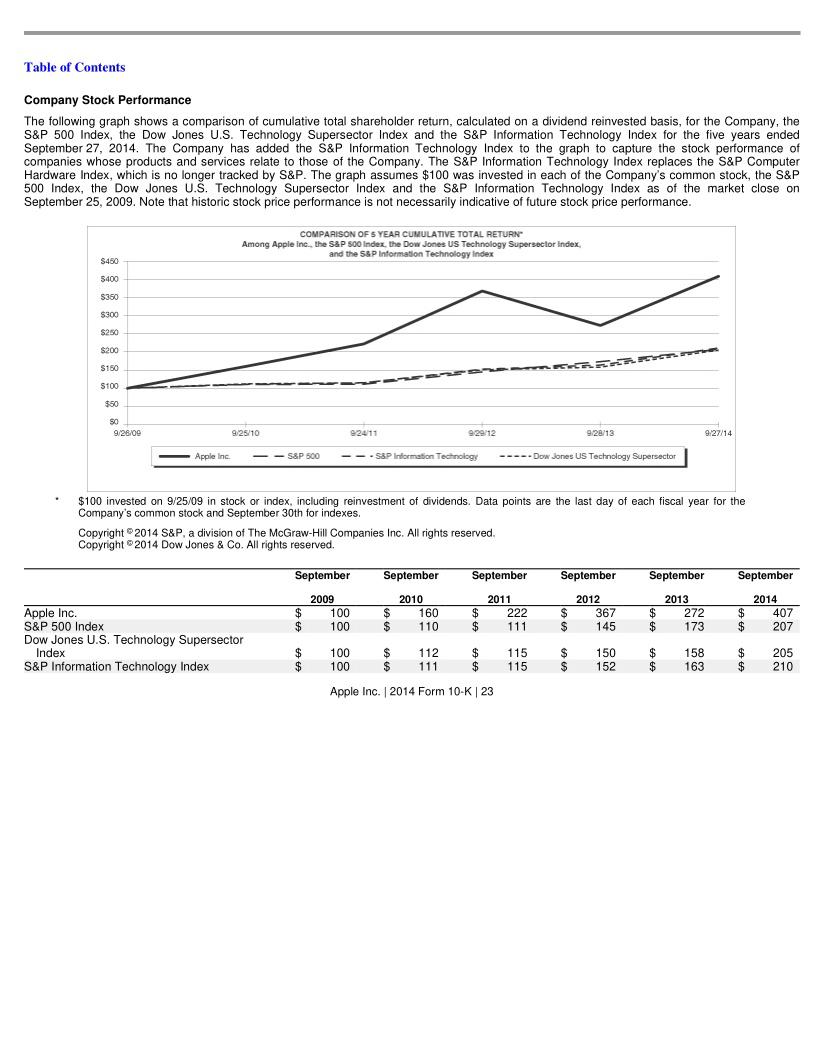 Table of Contents
Company Stock Performance
The following graph shows a comparison of cumulative total shareholder return, calculated on a dividend reinvested basis, for the Company, the
S&P 500 Index, the Dow Jones U.S. Technology Supersector Index and the S&P Information Technology Index for the five years ended
September 27, 2014. The Company has added the S&P Information Technology Index to the graph to capture the stock performance of
companies whose products and services relate to those of the Company. The S&P Information Technology Index replaces the S&P Computer
Hardware Index, which is no longer tracked by S&P. The graph assumes $100 was invested in each of the Company's common stock, the S&P
500 Index, the Dow Jones U.S. Technology Supersector Index and the S&P Information Technology Index as of the market close on
September 25, 2009. Note that historic stock price performance is not necessarily indicative of future stock price performance.
COMPARISON OF 5 YEAR CUMULATIVE TOTAL RETURN*
Among Apple Inc., the S&P 500 Index, the Dow Jones US Technology Supersector Index,
and the S&P Information Technology Index
$450
$400
$350
$300
$250
$200
$150
$100
$50
$0
9/26/09 9/25/10 9/24/11 9/29/12 9/28/13 9/27/14
Apple Inc. S&P 500 S&P Information Technology Dow Jones US Technology Supersector
* $100 invested on 9/25/09 in stock or index, including reinvestment of dividends. Data points are the last day of each fiscal year for the
Company's common stock and September 30th for indexes.
Copyright © 2014 S&P, a division of The McGraw-Hill Companies Inc. All rights reserved.
Copyright © 2014 Dow Jones & Co. All rights reserved.
September September September September September September
2009 2010 2011 2012 2013 2014
Apple Inc. $ 100 $ 160 $ 222 $ 367 $ 272 $ 407
S&P 500 Index $ 100 $ 110 $ 111 $ 145 $ 173 $ 207
Dow Jones U.S. Technology Supersector
Index $ 100 $ 112 $ 115 $ 150 $ 158 $ 205
S&P Information Technology Index $ 100 $ 111 $ 115 $ 152 $ 163 $ 210
Apple Inc. | 2014 Form 10-K | 23